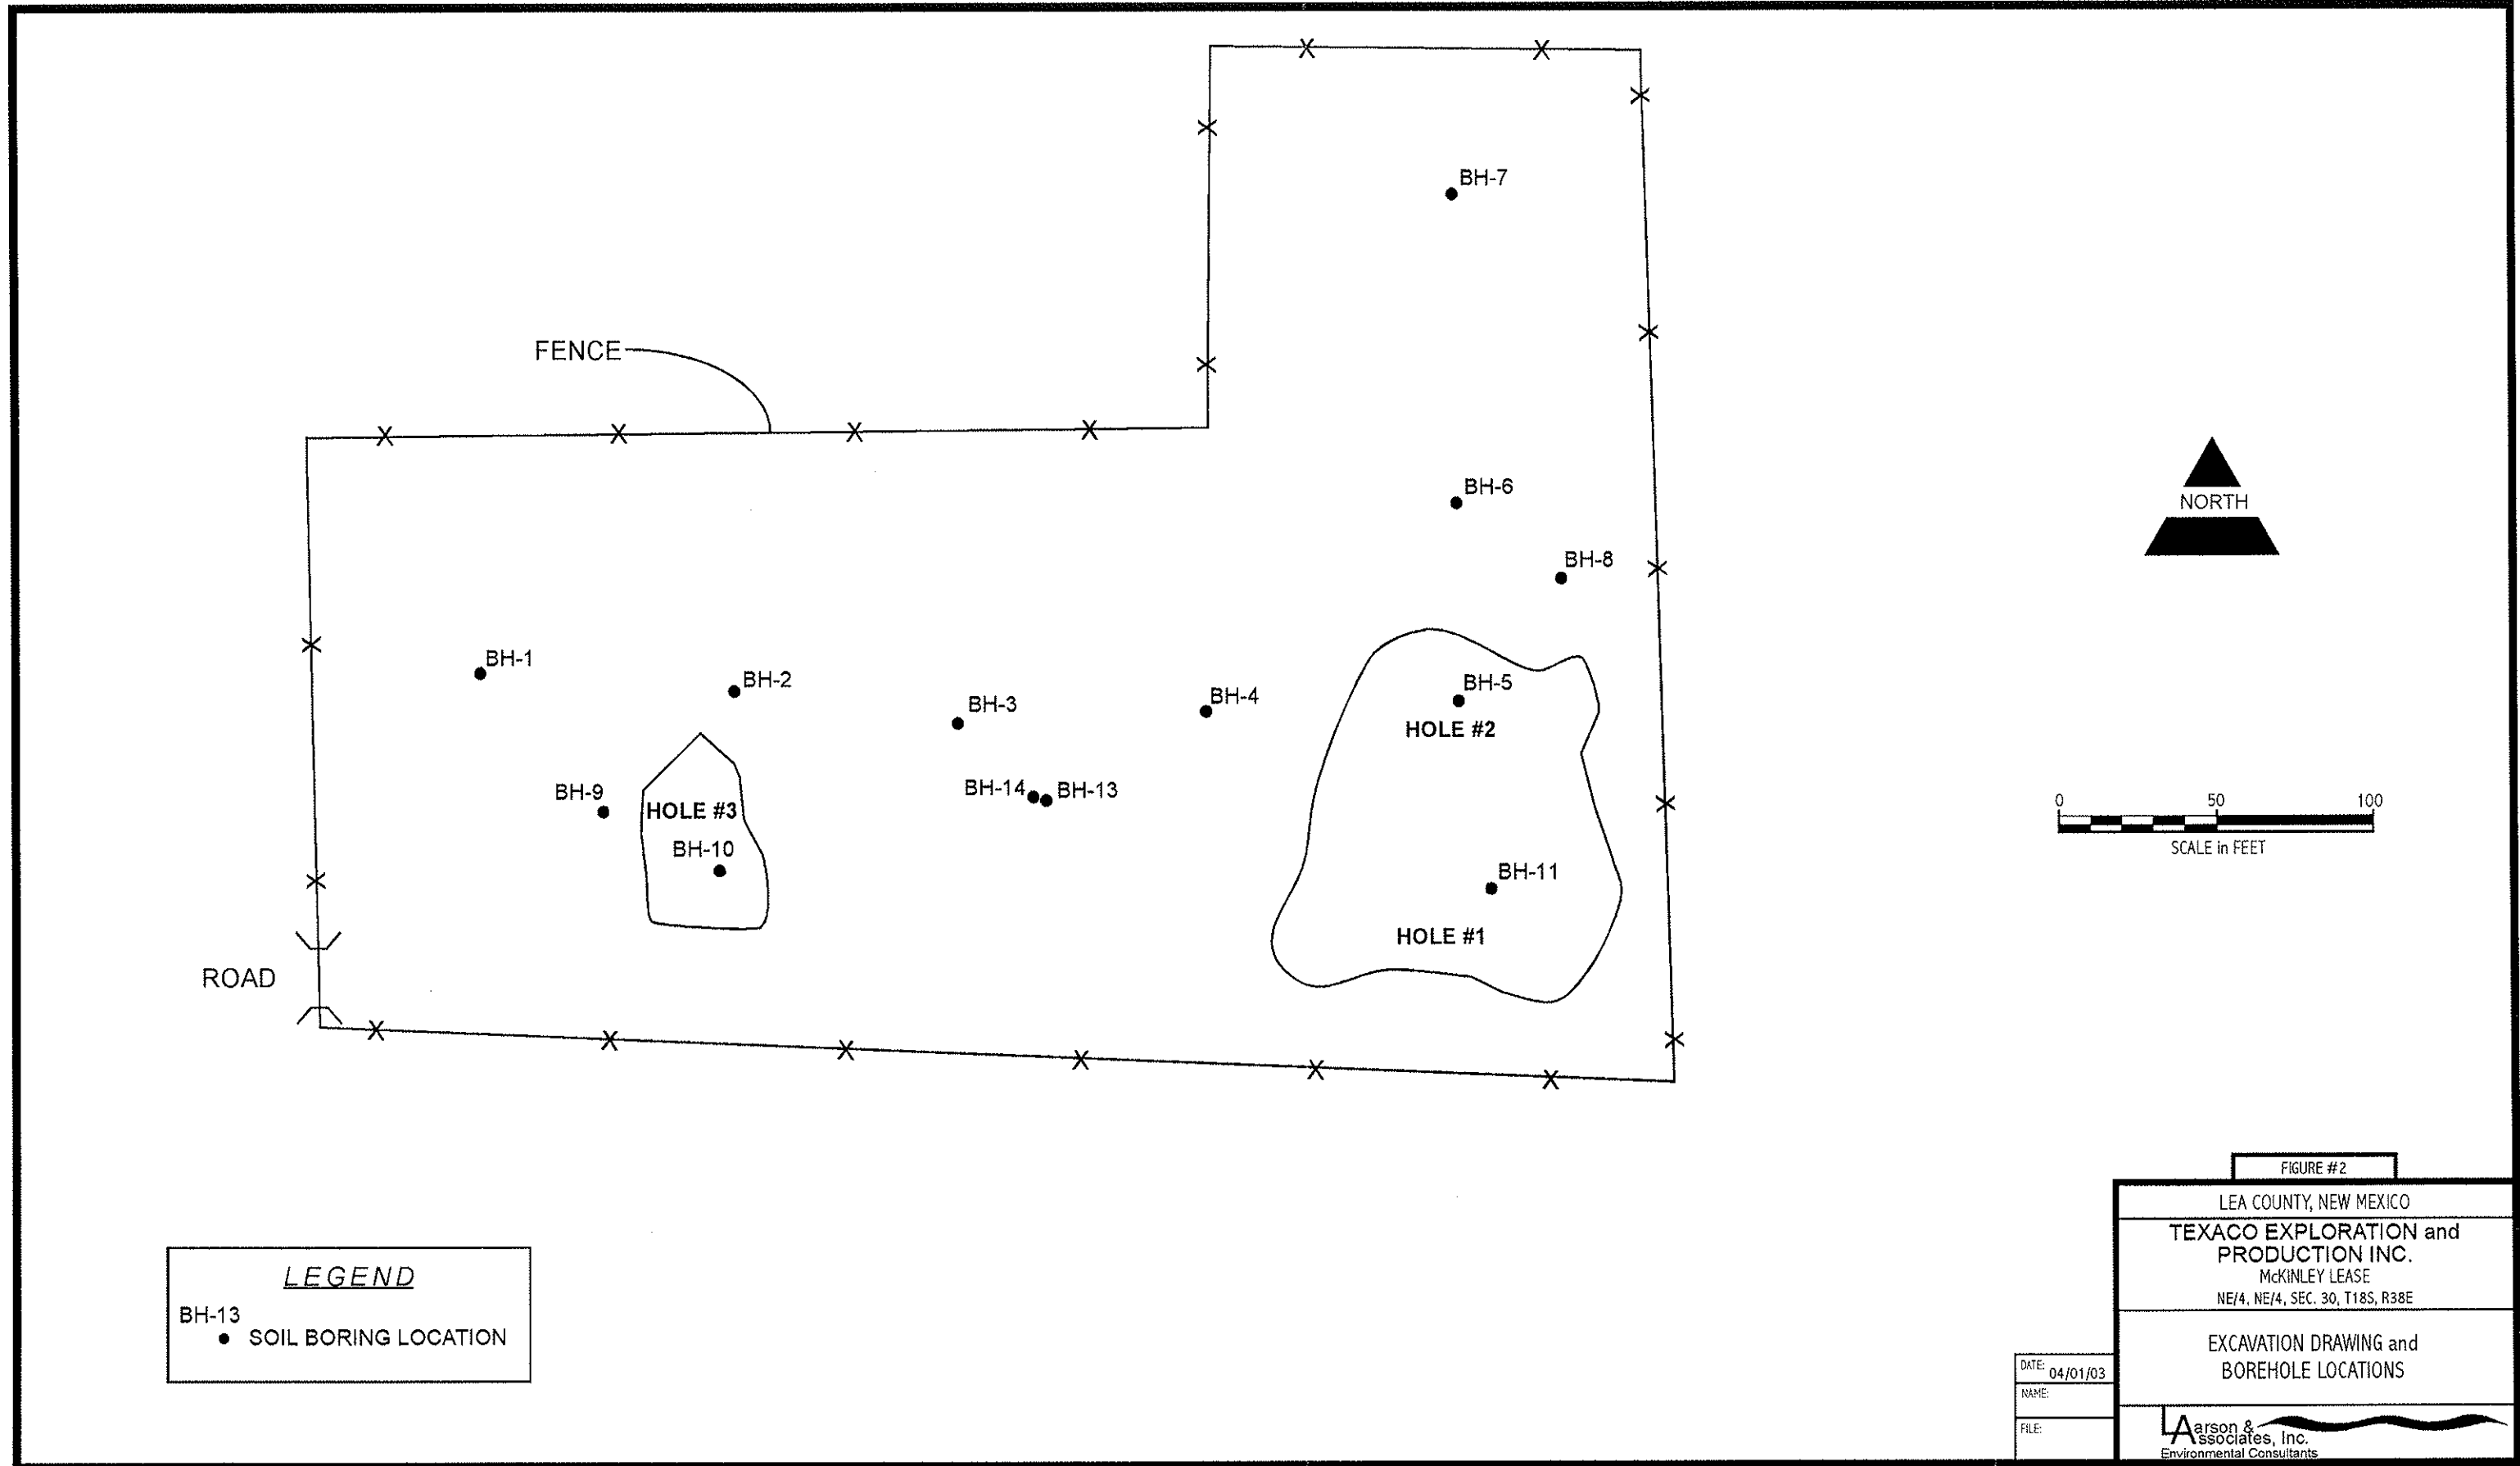 BH-7
FENCE
BH-6
NORTH
BH-8
BH-1
BH-2
BH-5
BH-3
BH-4
HOLE #2
BH-14
BH-13
BH-9
HOLE #3
0 50 100
SCALE in FEET
BH-10
BH-11
HOLE #1
ROAD
FIGURE #2
LEA COUNTY, NEW MEXICO
TEXACO EXPLORATION and
PRODUCTION INC.
McKINLEY LEASE
NE/4, NE/4, SEC. 30, T18S, R38E
EXCAVATION DRAWING and
BOREHOLE LOCATIONS
DATE: 04/01/03
NAME:
FILE:
Larson &
Associates, Inc.
Environmental Consultants
LEGEND
BH-13
SOIL BORING LOCATION